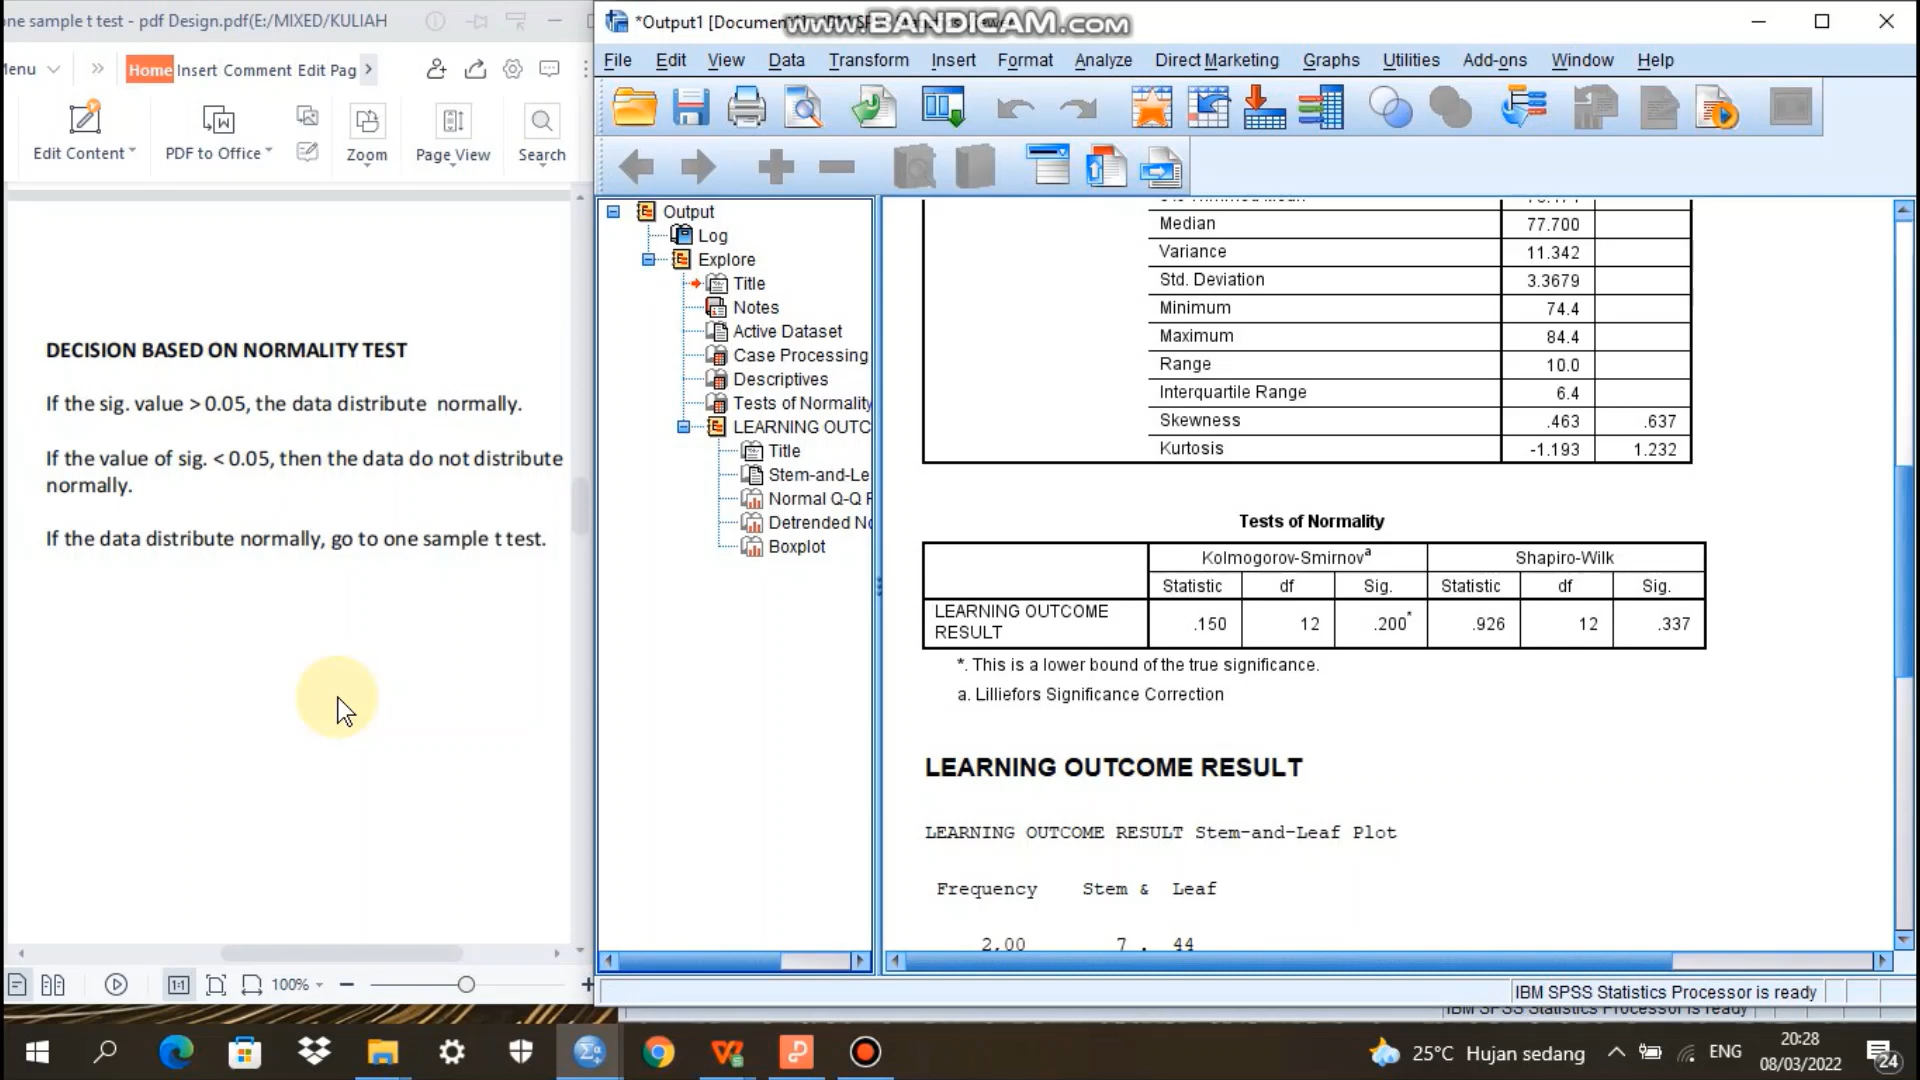 one sample t test - pdf Design.pdf(E:/MIXED/KULIAH
Menu
Home Insert Comment Edit Pag
Edit Content
PDF to Office
Zoom
Page View
Search
DECISION BASED ON NORMALITY TEST
If the sig. value > 0.05, the data distribute normally.
If the value of sig. < 0.05, then the data do not distribute
normally.
If the data distribute normally, go to one sample t test.
100%
*Output1 [Document
www.BANDICAM.com
File Edit View Data Transform Insert Format Analyze Direct Marketing Graphs Utilities Add-ons Window Help
Output
Log
Explore
Title
Notes
Active Dataset
Case Processing
Descriptives
Tests of Normality
LEARNING OUTC
Title
Stem-and-Le
Normal Q-Q P
Detrended No
Boxplot
Median 77.700
Variance 11.342
Std. Deviation 3.3679
Minimum 74.4
Maximum 84.4
Range 10.0
Interquartile Range 6.4
Skewness .463 .637
Kurtosis -1.193 1.232
Tests of Normality
Kolmogorov-Smirnovᵃ Shapiro-Wilk
Statistic df Sig. Statistic df Sig.
LEARNING OUTCOME
RESULT .150 12 .200* .926 12 .337
*. This is a lower bound of the true significance.
a. Lilliefors Significance Correction
LEARNING OUTCOME RESULT
LEARNING OUTCOME RESULT Stem-and-Leaf Plot
Frequency Stem & Leaf
2,00 7 . 44
IBM SPSS Statistics Processor is ready
IBM SPSS Statistics Processor is ready
25°C Hujan sedang
ENG
20:28
08/03/2022
24